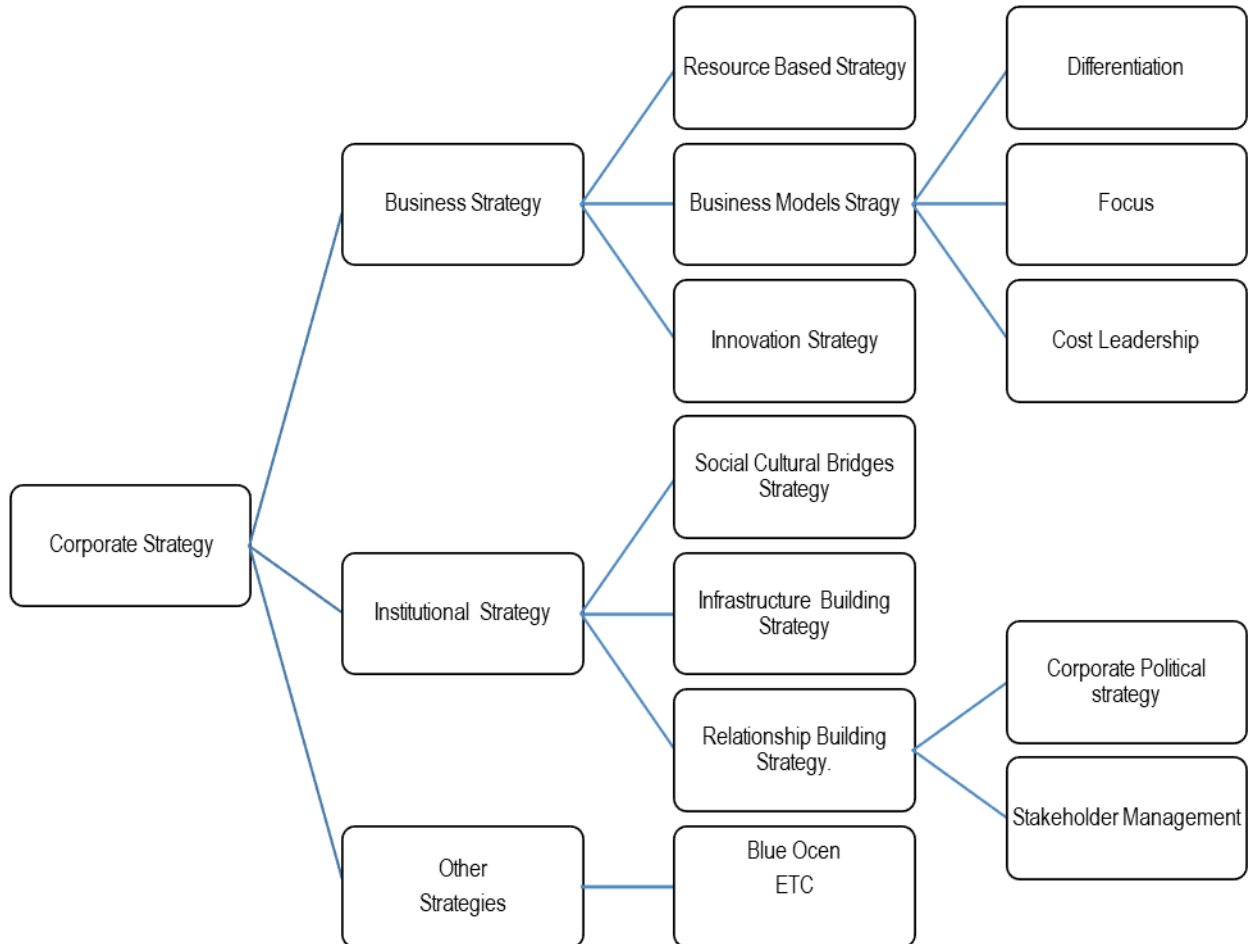 Resource Based Strategy
Differentiation
Business Strategy
Business Models Stragy
Focus
Innovation Strategy
Cost Leadership
Social Cultural Bridges
Strategy
Corporate Strategy
Institutional Strategy
Infrastructure Building
Strategy
Corporate Political
strategy
Relationship Building
Strategy.
Stakeholder Management
Other
Strategies
Blue Ocen
ETC